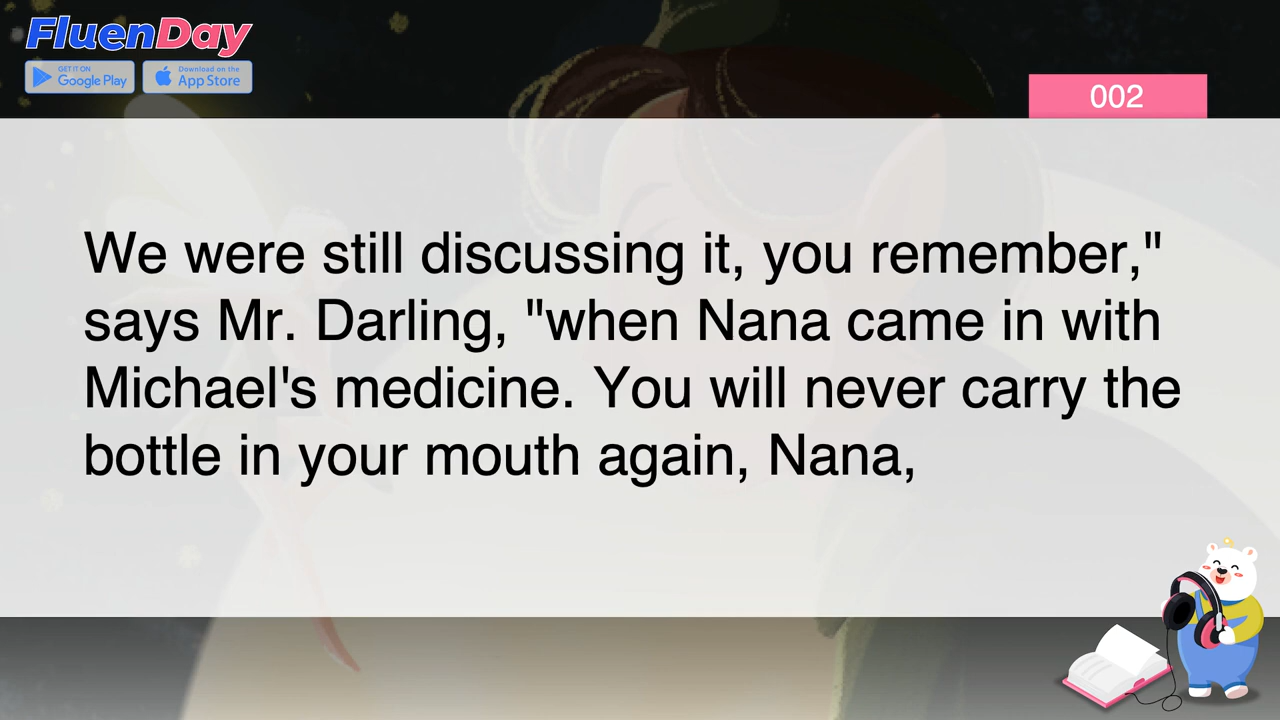 FluenDay
GET IT ON
Google Play
Download on the
App Store
002
We were still discussing it, you remember,"
says Mr. Darling, "when Nana came in with
Michael's medicine. You will never carry the
bottle in your mouth again, Nana,